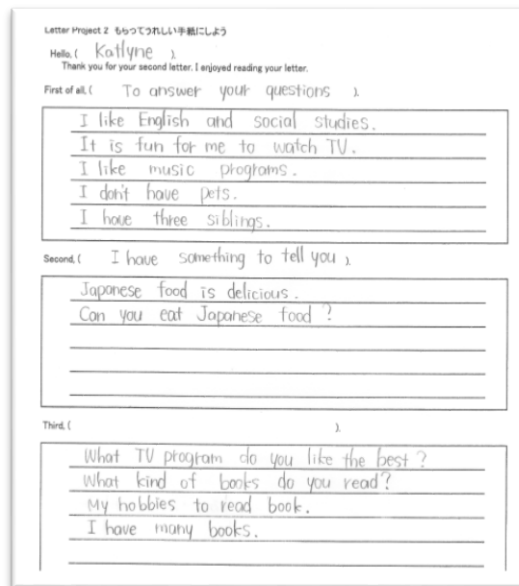 Letter Project 2 もらってうれしい手紙にしよう
Hello, ( Katlyne ).
Thank you for your second letter. I enjoyed reading your letter.
First of all, ( To answer your questions ).
I like English and social studies.
It is fun for me to watch TV.
I like music programs.
I don't have pets.
I have three siblings.
Second, ( I have something to tell you ).
Japanese food is delicious.
Can you eat Japanese food?
Third, ( ).
What TV program do you like the best?
What kind of books do you read?
My hobbies to read book.
I have many books.